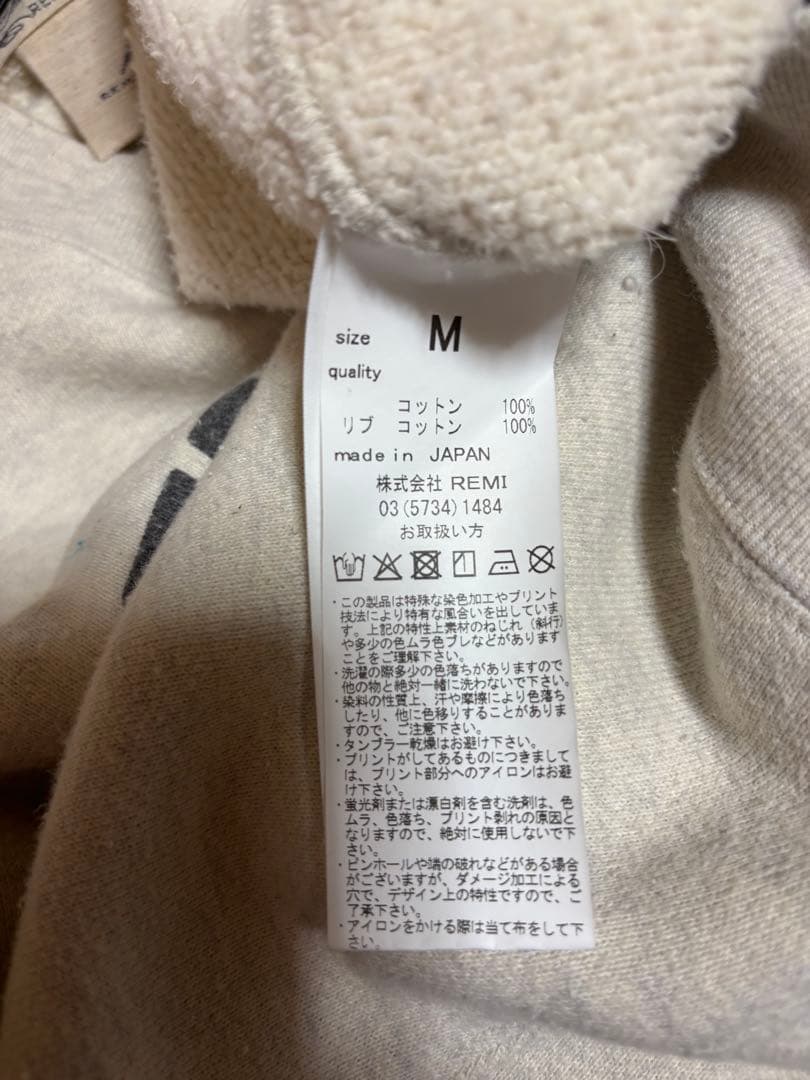 size M
quality
コットン 100%
リブ コットン 100%
made in JAPAN
株式会社 REMI
03(5734)1484
お取扱い方
・この製品は特殊な染色加工やプリント
技法により特有な風合いを出していま
す。上記の特性上素材のねじれ(斜行)
や多少の色ムラ色ブレなどがあります
ことをご理解下さい。
・洗濯の際多少の色落ちがありますので
他の物と絶対一緒に洗わないで下さい。
・染料の性質上、汗や摩擦により色落ち
したり、他に色移りすることがありま
すので、ご注意下さい。
・タンブラー乾燥はお避け下さい。
・プリントがしてあるものにつきまして
は、プリント部分へのアイロンはお避
け下さい。
・蛍光剤または漂白剤を含む洗剤は、色
ムラ、色落ち、プリント剥れの原因と
なりますので、絶対に使用しないで下
さい。
・ピンホールや端の破れなどがある場合
がございますが、ダメージ加工による
穴で、デザイン上の特性ですので、ご
了承下さい。
・アイロンをかける際は当て布をして下
さい。